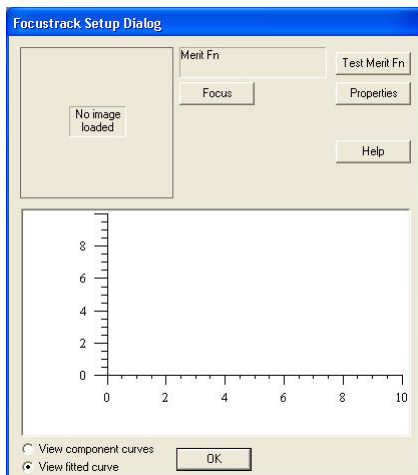 Focustrack Setup Dialog
No image
loaded
Merit Fn
Test Merit Fn
Focus
Properties
Help
8
6
4
2
0
0 2 4 6 8 10
View component curves
View fitted curve
OK